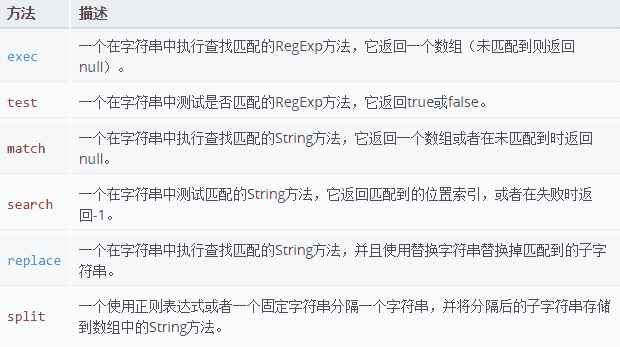 方法 描述
exec 一个在字符串中执行查找匹配的RegExp方法，它返回一个数组（未匹配到则返回
null）。
test 一个在字符串中测试是否匹配的RegExp方法，它返回true或false。
match 一个在字符串中执行查找匹配的String方法，它返回一个数组或者在未匹配到时返回
null。
search 一个在字符串中测试匹配的String方法，它返回匹配到的位置索引，或者在失败时返
回-1。
replace 一个在字符串中执行查找匹配的String方法，并且使用替换字符串替换掉匹配到的子字
符串。
split 一个使用正则表达式或者一个固定字符串分隔一个字符串，并将分隔后的子字符串存储
到数组中的String方法。